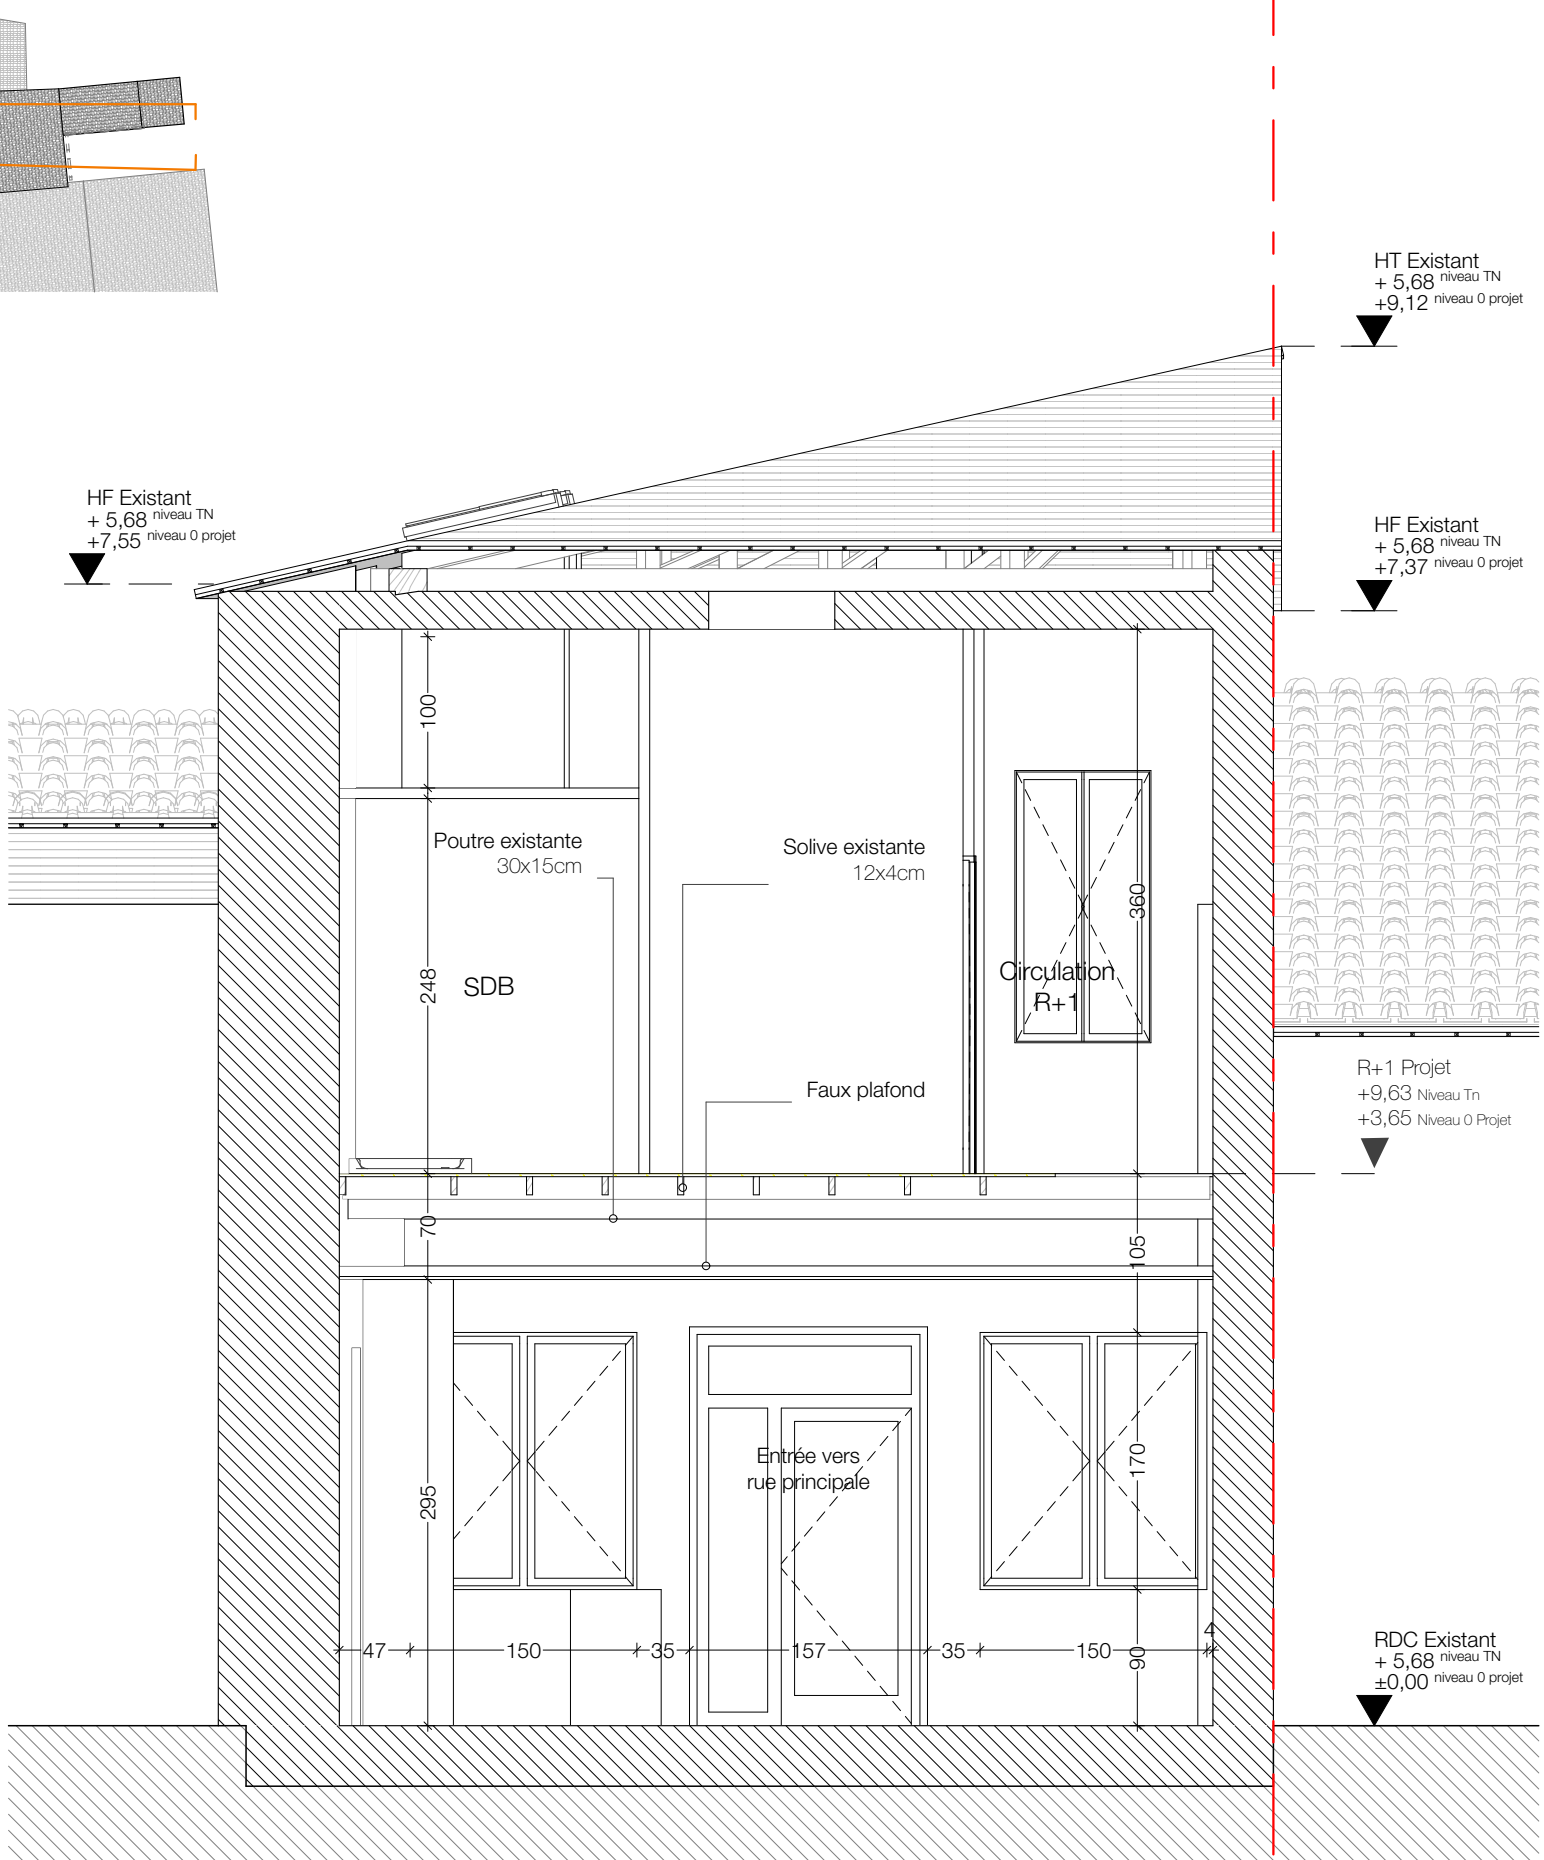 HT Existant
+ 5,68 niveau TN
+9,12 niveau 0 projet
HF Existant
+ 5,68 niveau TN
+7,55 niveau 0 projet
HF Existant
+ 5,68 niveau TN
+7,37 niveau 0 projet
100
Poutre existante
30x15cm
Solive existante
12x4cm
360
248
SDB
Circulation
R+1
Faux plafond
R+1 Projet
+9,63 Niveau Tn
+3,65 Niveau 0 Projet
70
105
Entrée vers
rue principale
170
295
47
150
35
157
35
150
4
90
RDC Existant
+ 5,68 niveau TN
±0,00 niveau 0 projet